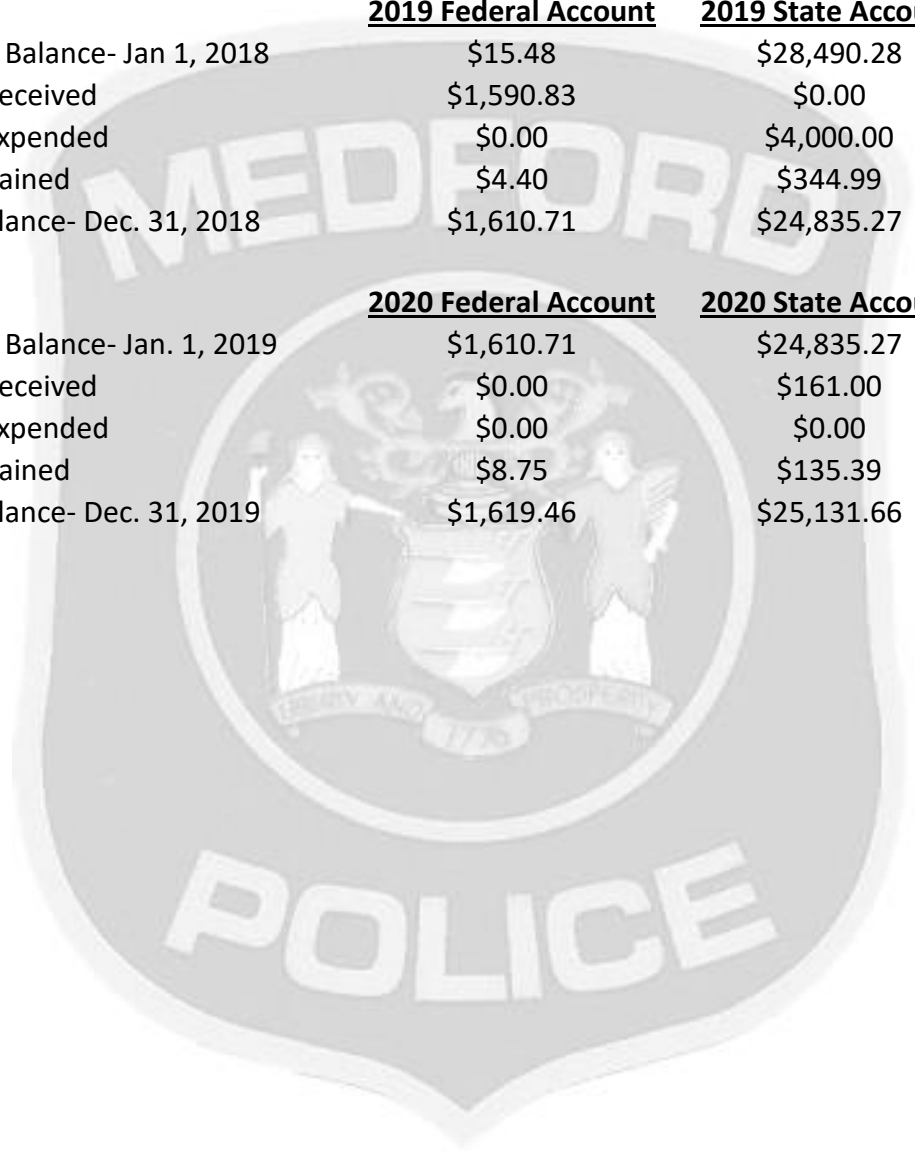 2019 Federal Account 2019 State Accou
Balance- Jan 1, 2018 $15.48 $28,490.28
eceived $1,590.83 $0.00
xpended $0.00 $4,000.00
ained $4.40 $344.99
lance- Dec. 31, 2018 $1,610.71 $24,835.27
2020 Federal Account 2020 State Accou
Balance- Jan. 1, 2019 $1,610.71 $24,835.27
eceived $0.00 $161.00
xpended $0.00 $0.00
ained $8.75 $135.39
lance- Dec. 31, 2019 $1,619.46 $25,131.66
MEDFORD
LIBERTY AND PROSPERITY
1776
POLICE